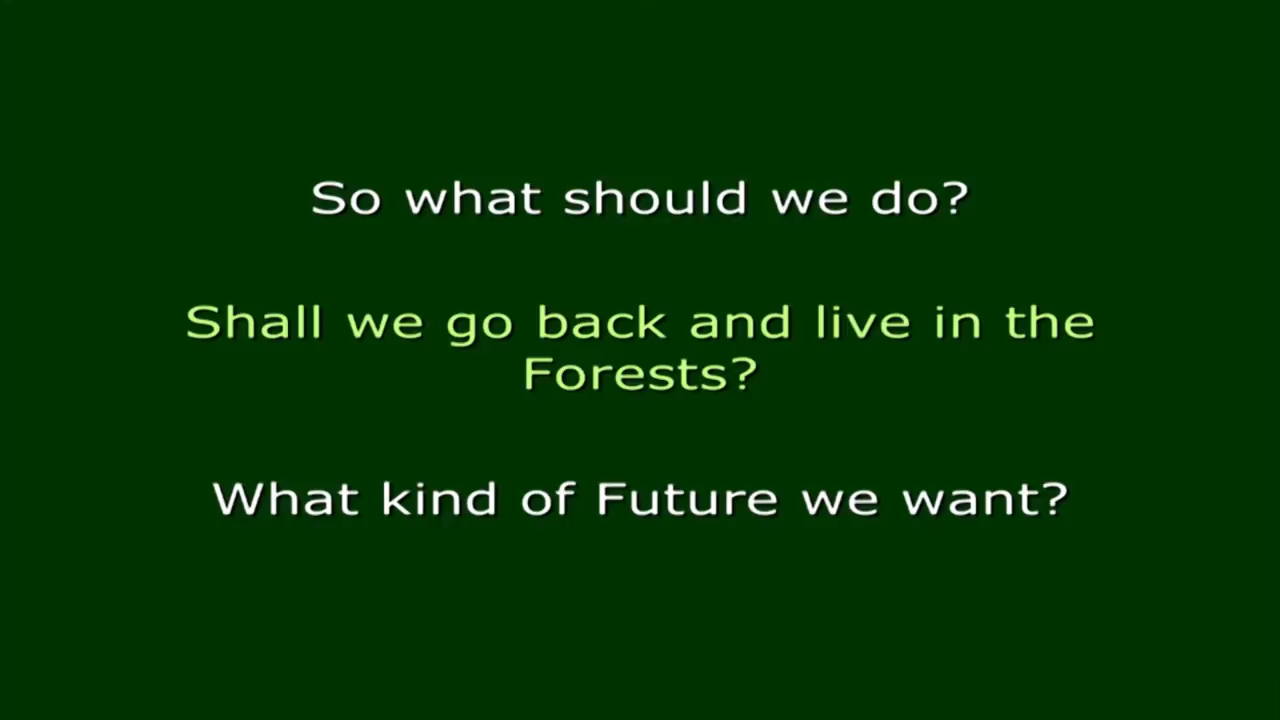 So what should we do?
Shall we go back and live in the
Forests?
What kind of Future we want?